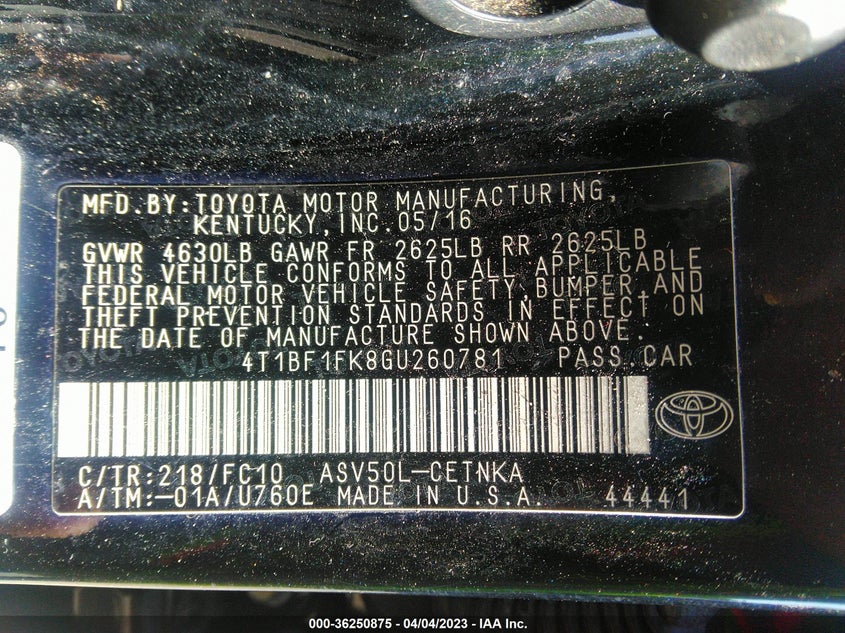 MFD.BY:TOYOTA MOTOR MANUFACTURING,
KENTUCKY,INC.05/16
GVWR 4630LB GAWR FR 2625LB RR 2625LB
THIS VEHICLE CONFORMS TO ALL APPLICABLE
FEDERAL MOTOR VEHICLE SAFETY,BUMPER,AND
THEFT PREVENTION STANDARDS IN EFFECT ON
THE DATE OF MANUFACTURE SHOWN ABOVE.
4T1BF1FK8GU260781 PASS.CAR
C/TR:218/FC10 ASV50L-CETNKA
A/TM:-01A/U760E MADE IN U.S.A. 44441
000-36250875 - 04/04/2023 - IAA Inc.